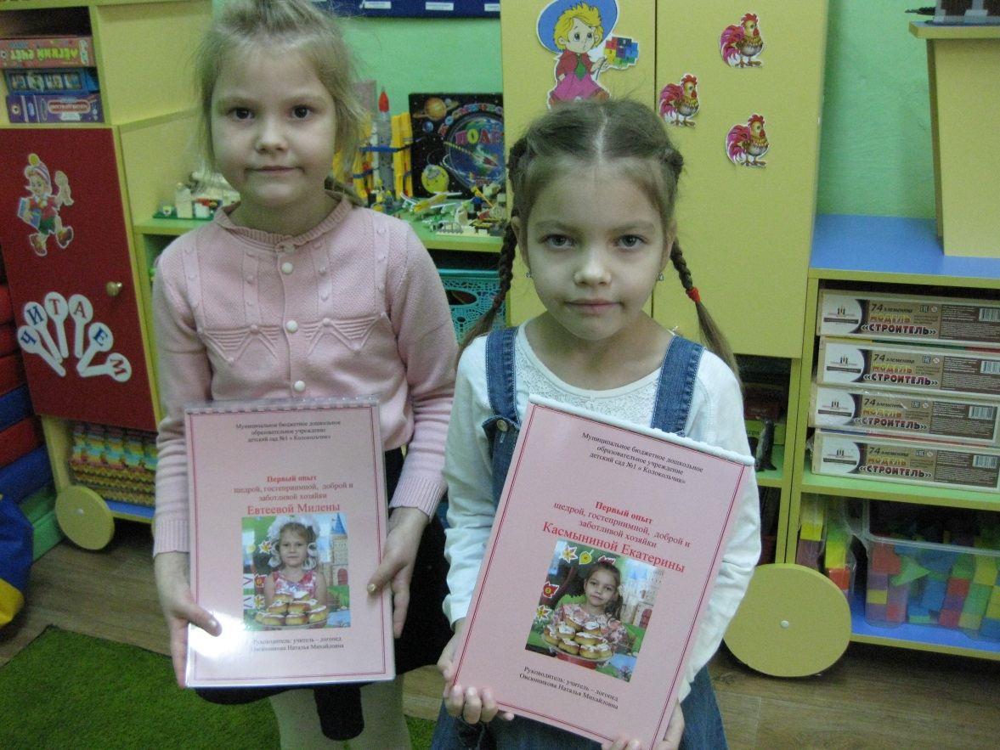 ЛЕГКИЙ СЧЕТ
ПОЛЁТ
ЧИТАЕМ
Муниципальное бюджетное дошкольное
образовательное учреждение
детский сад №1 « Колокольчик»
Первый опыт
щедрой, гостеприимной, доброй и
заботливой хозяйки
Евтеевой Милены
Руководитель: учитель – логопед
Овсянникова Наталья Михайловна
Муниципальное бюджетное дошкольное
образовательное учреждение
детский сад №1 « Колокольчик»
Первый опыт
щедрой, гостеприимной, доброй и
заботливой хозяйки
Касмыниной Екатерины
Руководитель: учитель – логопед
Овсянникова Наталья Михайловна
74 элемента
МОДЕЛЬ
«СТРОИТЕЛЬ»
74 элемента
МОДЕЛЬ
«СТРОИТЕЛЬ»
74 элемента
МОДЕЛЬ
«СТРОИТЕЛЬ»
74 элемента
МОДЕЛЬ
«СТРОИТЕЛЬ»